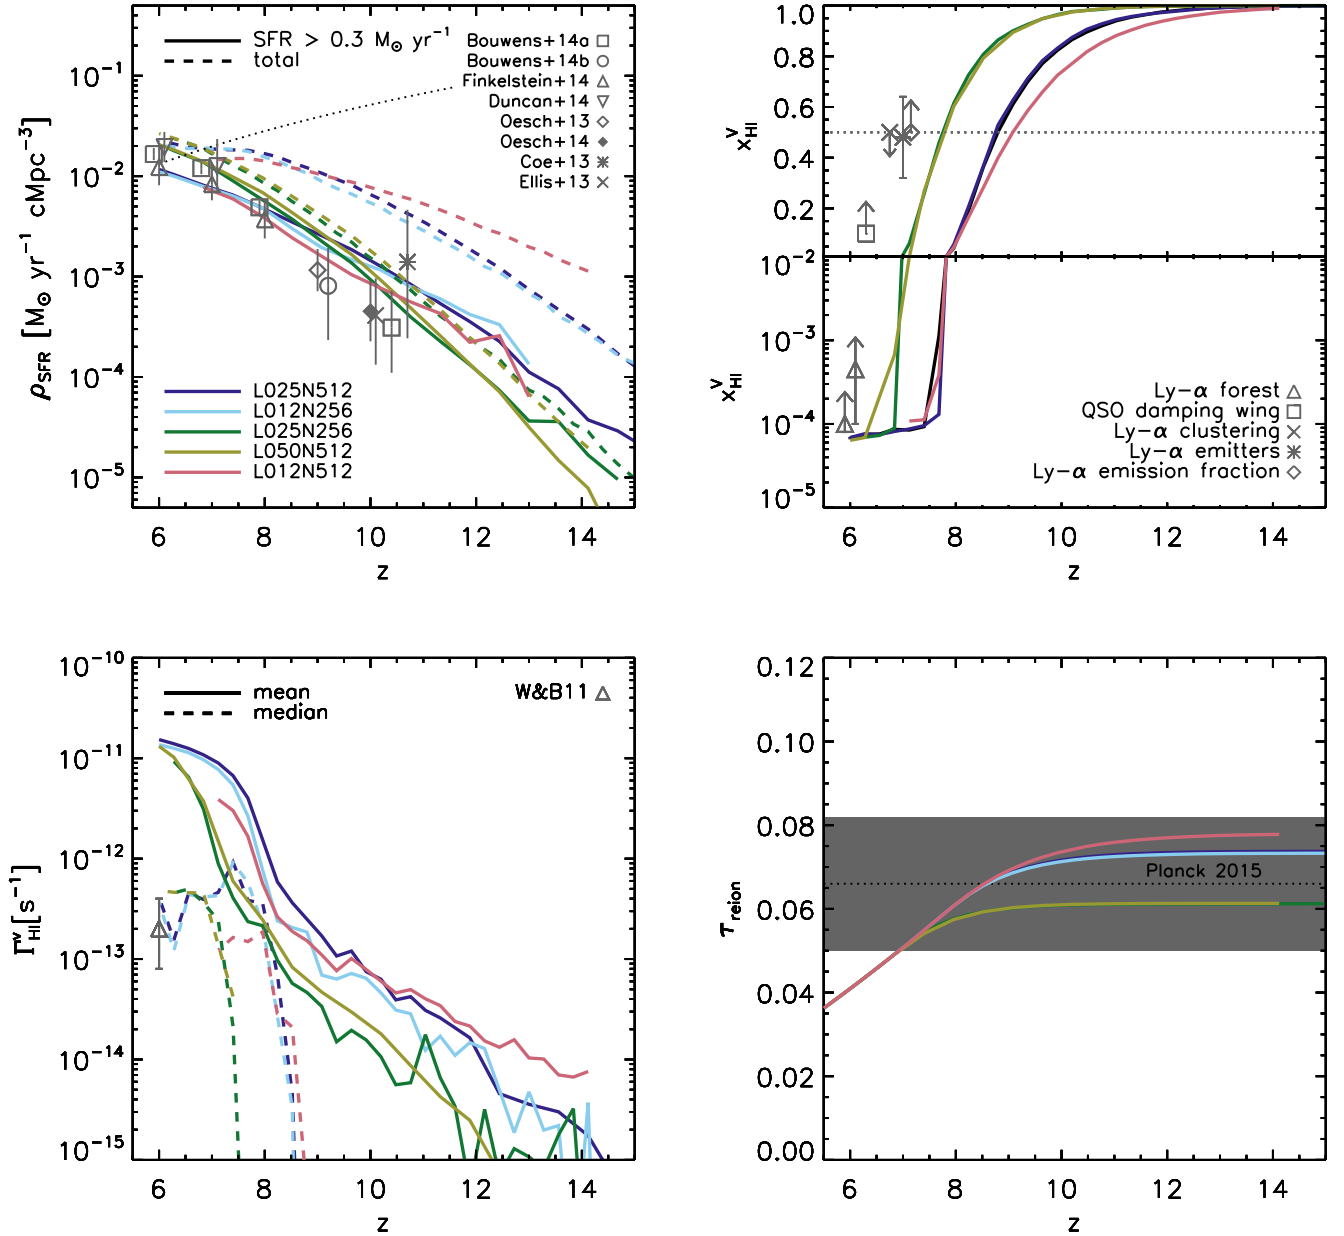 SFR > 0.3 M⊙ yr⁻¹
total
Bouwens+14a
Bouwens+14b
Finkelstein+14
Duncan+14
Oesch+13
Oesch+14
Coe+13
Ellis+13
10⁻¹
10⁻²
10⁻³
10⁻⁴
10⁻⁵
ρSFR [M⊙ yr⁻¹ cMpc⁻³]
L025N512
L012N256
L025N256
L050N512
L012N512
6 8 10 12 14
z
1.0
0.8
0.6
0.4
0.2
xᵛHI
10⁻²
10⁻³
10⁻⁴
10⁻⁵
xᵛHI
Ly-α forest
QSO damping wing
Ly-α clustering
Ly-α emitters
Ly-α emission fraction
6 8 10 12 14
z
10⁻¹⁰
10⁻¹¹
10⁻¹²
10⁻¹³
10⁻¹⁴
10⁻¹⁵
ΓᵛHI[s⁻¹]
mean
median
W&B11
6 8 10 12 14
z
0.12
0.10
0.08
0.06
0.04
0.02
0.00
τreion
Planck 2015
6 8 10 12 14
z